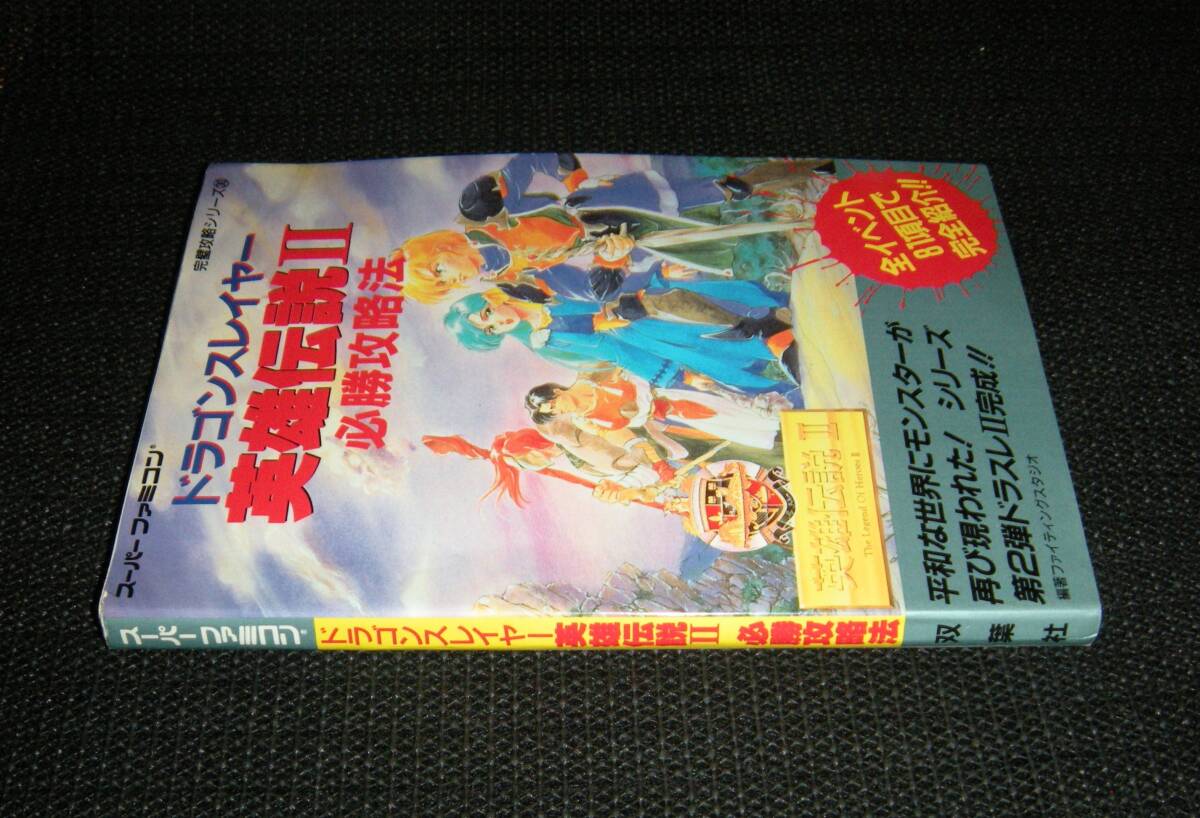 完璧攻略シリーズ
スーパーファミコン®
ドラゴンスレイヤー
英雄伝説II
必勝攻略法
英雄伝説II
The Legend Of Heroes II
全イベント
81項目で
完全紹介!!
平和な世界にモンスターが
再び現われた! シリーズ
第2弾ドラスレII完成!!
編著ファイティングスタジオ
スーパーファミコン® ドラゴンスレイヤー英雄伝説II 必勝攻略法 双葉社